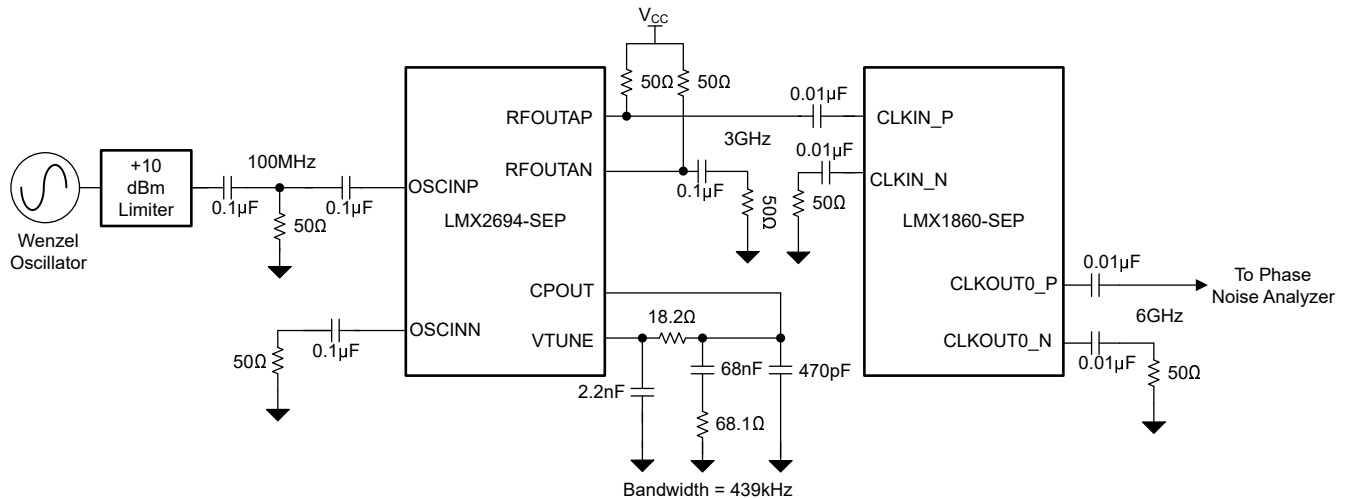 V_CC
50Ω
50Ω
0.01µF
RFOUTAP
CLKIN_P
3GHz
+10
dBm
Limiter
100MHz
0.01µF
RFOUTAN
CLKIN_N
0.1µF
0.1µF
OSCINP
0.1µF
50Ω
50Ω
50Ω
LMX2694-SEP
LMX1860-SEP
Wenzel
Oscillator
0.01µF
CLKOUT0_P
To Phase
Noise Analyzer
CPOUT
18.2Ω
6GHz
OSCINN
VTUNE
CLKOUT0_N
0.1µF
50Ω
0.01µF
50Ω
2.2nF
68nF
470pF
68.1Ω
Bandwidth = 439kHz